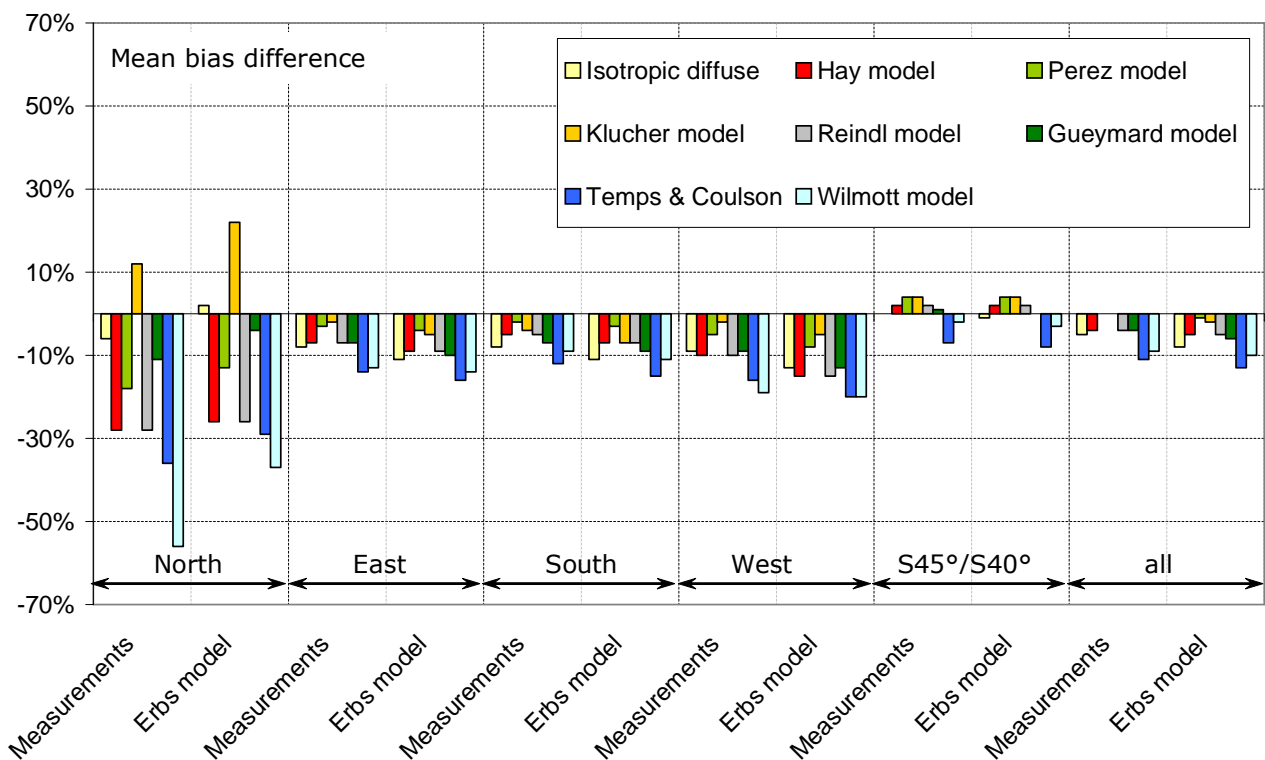 70%
50%
30%
10%
-10%
-30%
-50%
-70%
Mean bias difference
Isotropic diffuse Hay model Perez model
Klucher model Reindl model Gueymard model
Temps & Coulson Wilmott model
North East South West S45°/S40° all
Measurements Erbs model Measurements Erbs model Measurements Erbs model Measurements Erbs model Measurements Erbs model Measurements Erbs model